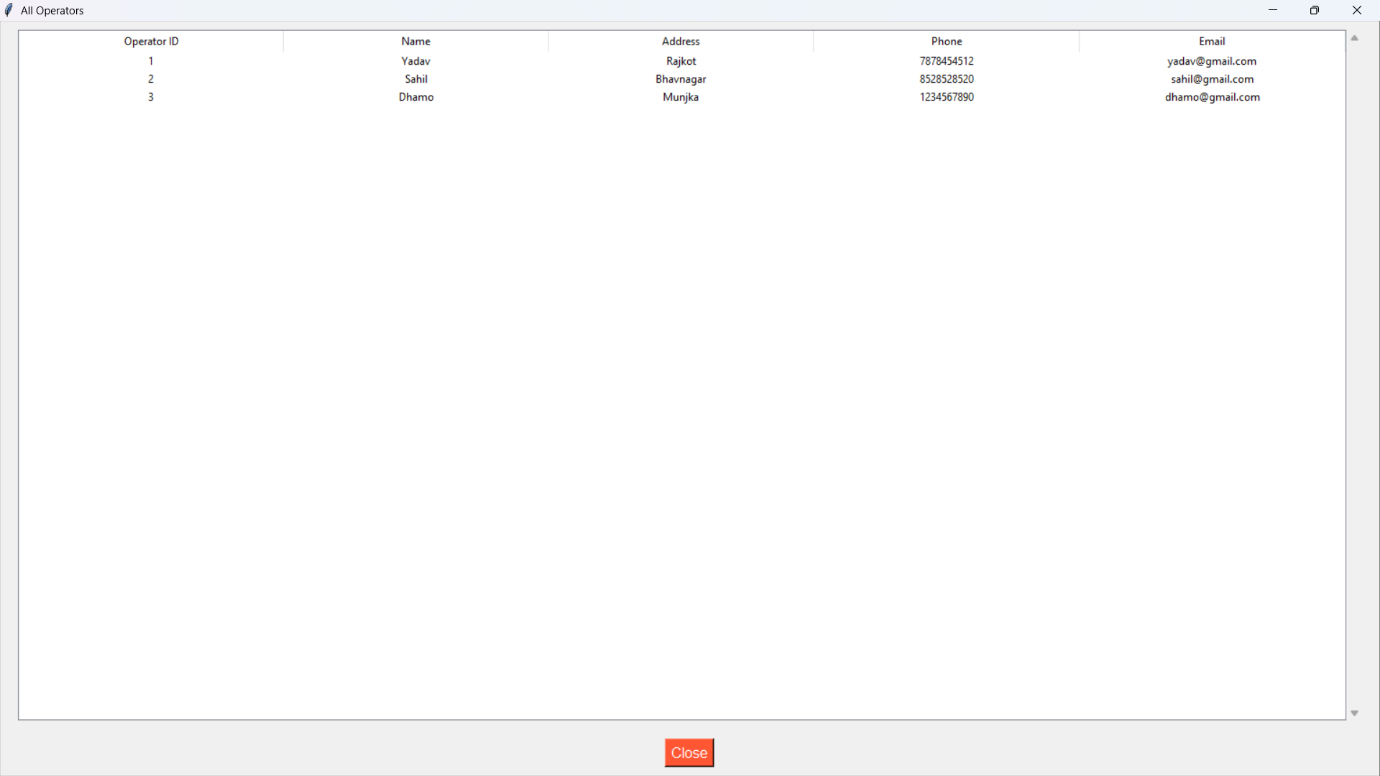 All Operators
Operator ID Name Address Phone Email
1 Yadav Rajkot 7878454512 yadav@gmail.com
2 Sahil Bhavnagar 8528528520 sahil@gmail.com
3 Dhamo Munjka 1234567890 dhamo@gmail.com
Close